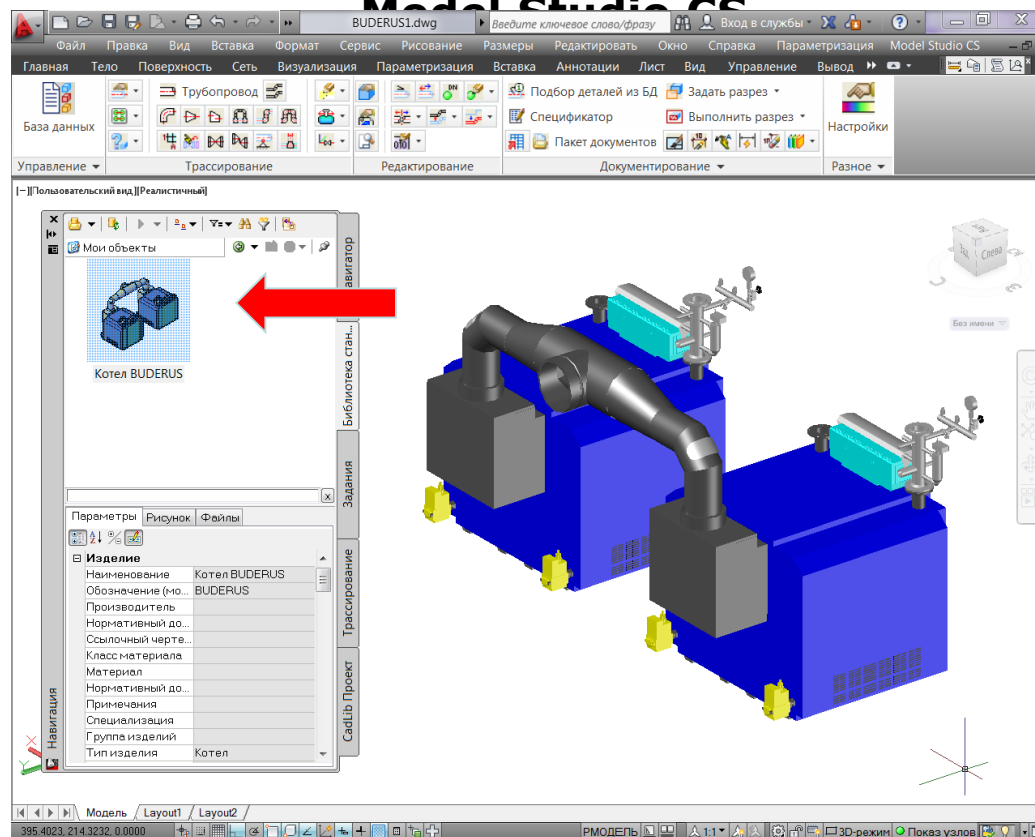 Model Studio CS
BUDERUS1.dwg
Введите ключевое слово/фразу
Вход в службы
Файл Правка Вид Вставка Формат Сервис Рисование Размеры Редактировать Окно Справка Параметризация Model Studio CS
Главная Тело Поверхность Сеть Визуализация Параметризация Вставка Аннотации Лист Вид Управление Вывод
База данных
Трубопровод
DN
Подбор деталей из БД
Задать разрез
Спецификатор
Выполнить разрез
Пакет документов
Настройки
Управление Трассирование Редактирование Документирование Разное
[−][Пользовательский вид][Реалистичный]
Мои объекты
Котел BUDERUS
Библиотека стан...
Задания
Трассирование
CadLib Проект
Навигация
Зад
Слева
Без имени
Параметры Рисунок Файлы
Изделие
Наименование Котел BUDERUS
Обозначение (мо... BUDERUS
Производитель
Нормативный до...
Ссылочный черте...
Класс материала
Материал
Нормативный до...
Примечания
Специализация
Группа изделий
Тип изделия Котел
Модель Layout1 Layout2
395.4023, 214.3232, 0.0000
РМОДЕЛЬ
1:1
3D-режим
Показ узлов